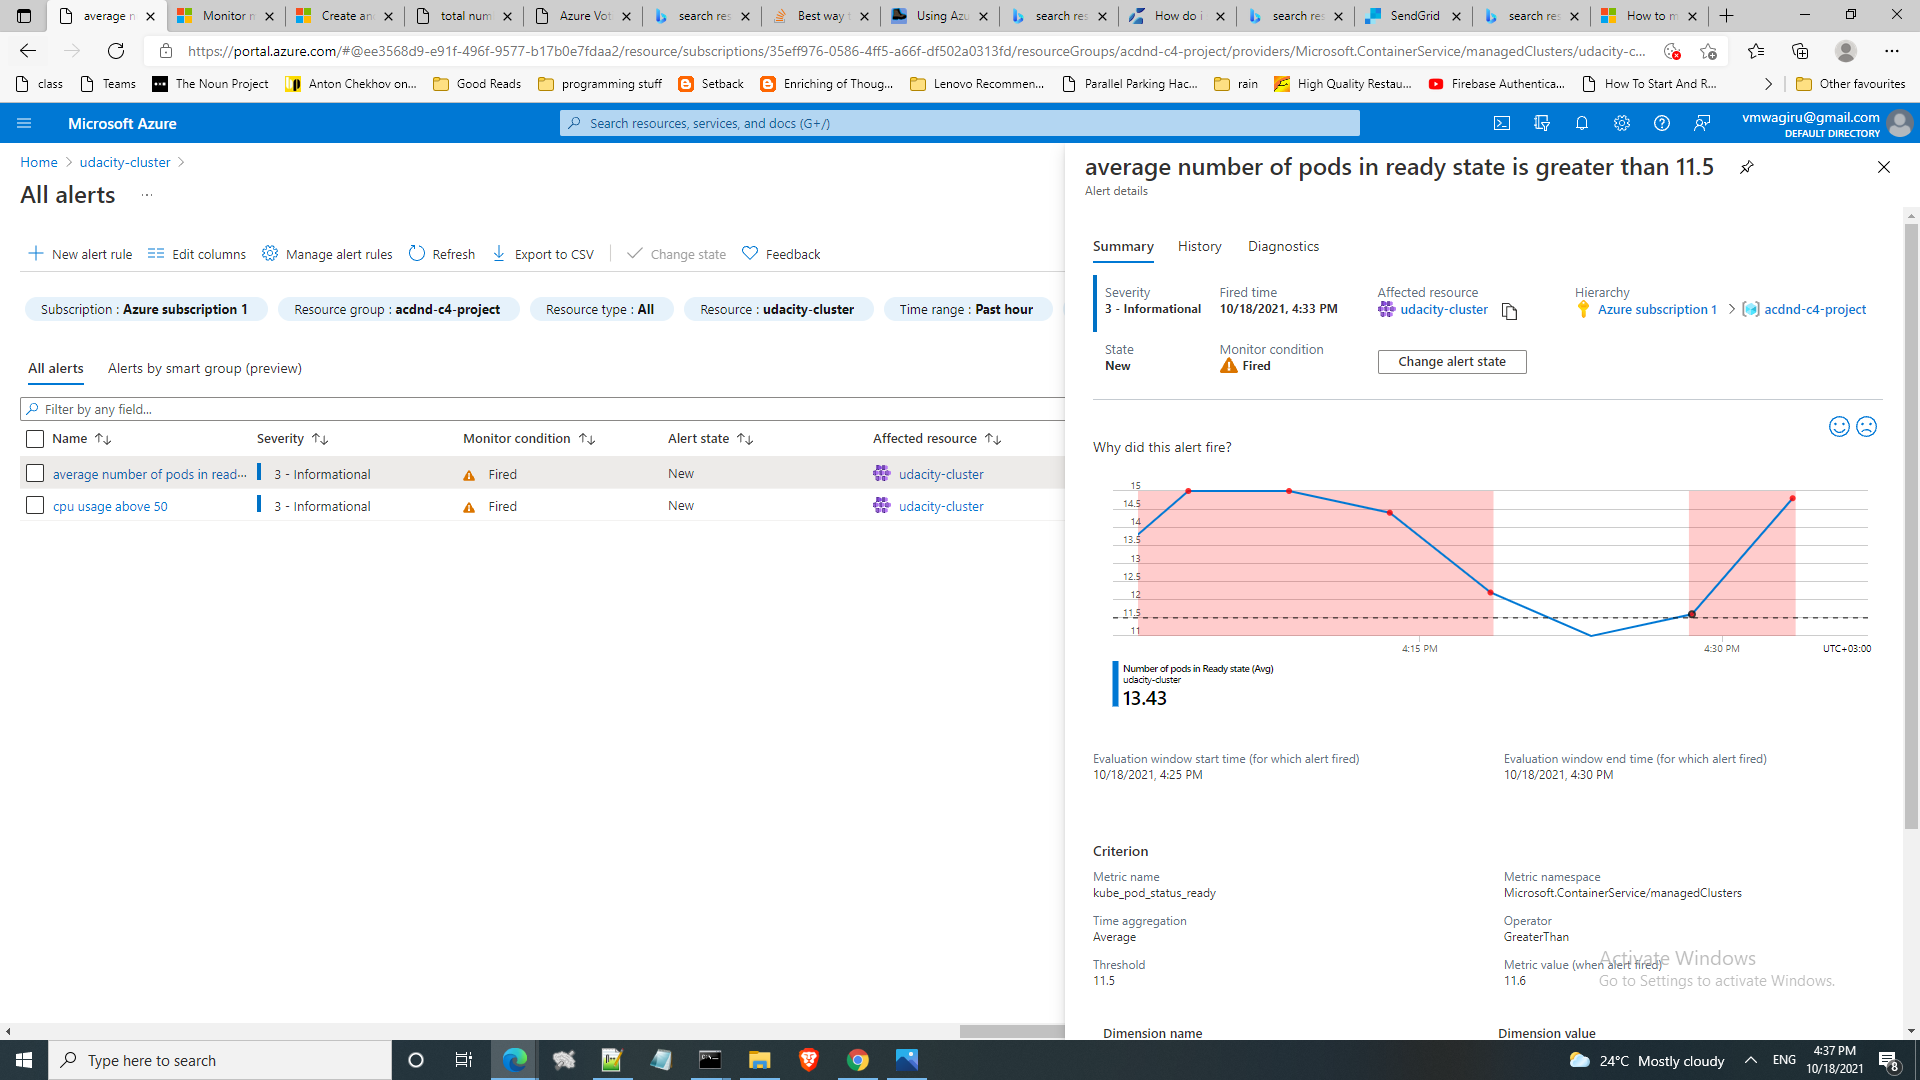 average n
Monitor n
Create an
total num
Azure Vot
search res
Best way
Using Azu
search res
How do i
search res
SendGrid
search res
How to m
https://portal.azure.com/#@ee3568d9-e91f-496f-9577-b17b0e7fdaa2/resource/subscriptions/35eff976-0586-4ff5-a66f-df502a0313fd/resourceGroups/acdnd-c4-project/providers/Microsoft.ContainerService/managedClusters/udacity-c...
class
Teams
The Noun Project
Anton Chekhov on...
Good Reads
programming stuff
Setback
Enriching of Thoug...
Lenovo Recommen...
Parallel Parking Hac...
rain
High Quality Restau...
Firebase Authentica...
How To Start And R...
Other favourites
Microsoft Azure
Search resources, services, and docs (G+/)
vmwagiru@gmail.com
DEFAULT DIRECTORY
Home > udacity-cluster >
All alerts ...
New alert rule
Edit columns
Manage alert rules
Refresh
Export to CSV
Change state
Feedback
Subscription : Azure subscription 1
Resource group : acdnd-c4-project
Resource type : All
Resource : udacity-cluster
Time range : Past hour
All alerts
Alerts by smart group (preview)
Filter by any field...
Name Severity Monitor condition Alert state Affected resource
average number of pods in read... 3 - Informational Fired New udacity-cluster
cpu usage above 50 3 - Informational Fired New udacity-cluster
average number of pods in ready state is greater than 11.5
Alert details
Summary History Diagnostics
Severity
3 - Informational
Fired time
10/18/2021, 4:33 PM
Affected resource
udacity-cluster
Hierarchy
Azure subscription 1 > acdnd-c4-project
State
New
Monitor condition
Fired
Change alert state
Why did this alert fire?
15
14.5
14
13.5
13
12.5
12
11.5
11
4:15 PM
4:30 PM
UTC+03:00
Number of pods in Ready state (Avg)
udacity-cluster
13.43
Evaluation window start time (for which alert fired)
10/18/2021, 4:25 PM
Evaluation window end time (for which alert fired)
10/18/2021, 4:30 PM
Criterion
Metric name
kube_pod_status_ready
Metric namespace
Microsoft.ContainerService/managedClusters
Time aggregation
Average
Operator
GreaterThan
Threshold
11.5
Metric value (when alert fired)
11.6
Activate Windows
Go to Settings to activate Windows.
Dimension name
Dimension value
Type here to search
24°C Mostly cloudy
ENG
4:37 PM
10/18/2021
8